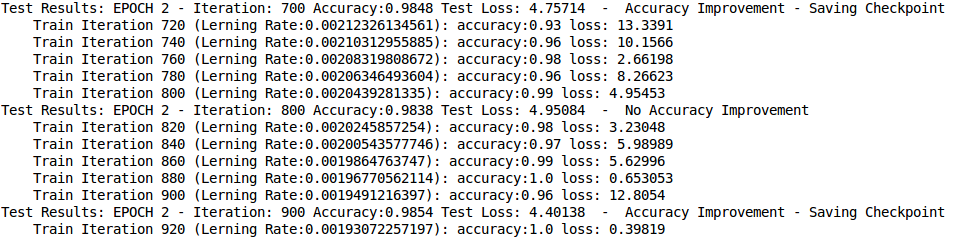 Test Results: EPOCH 2 - Iteration: 700 Accuracy:0.9848 Test Loss: 4.75714  -  Accuracy Improvement - Saving Checkpoint
Train Iteration 720 (Lerning Rate:0.00212326134561): accuracy:0.93 loss: 13.3391
Train Iteration 740 (Lerning Rate:0.00210312955885): accuracy:0.96 loss: 10.1566
Train Iteration 760 (Lerning Rate:0.00208319808672): accuracy:0.98 loss: 2.66198
Train Iteration 780 (Lerning Rate:0.00206346493604): accuracy:0.96 loss: 8.26623
Train Iteration 800 (Lerning Rate:0.0020439281335): accuracy:0.99 loss: 4.95453
Test Results: EPOCH 2 - Iteration: 800 Accuracy:0.9838 Test Loss: 4.95084  -  No Accuracy Improvement
Train Iteration 820 (Lerning Rate:0.0020245857254): accuracy:0.98 loss: 3.23048
Train Iteration 840 (Lerning Rate:0.00200543577746): accuracy:0.97 loss: 5.98989
Train Iteration 860 (Lerning Rate:0.0019864763747): accuracy:0.99 loss: 5.62996
Train Iteration 880 (Lerning Rate:0.00196770562114): accuracy:1.0 loss: 0.653053
Train Iteration 900 (Lerning Rate:0.0019491216397): accuracy:0.96 loss: 12.8054
Test Results: EPOCH 2 - Iteration: 900 Accuracy:0.9854 Test Loss: 4.40138  -  Accuracy Improvement - Saving Checkpoint
Train Iteration 920 (Lerning Rate:0.00193072257197): accuracy:1.0 loss: 0.39819